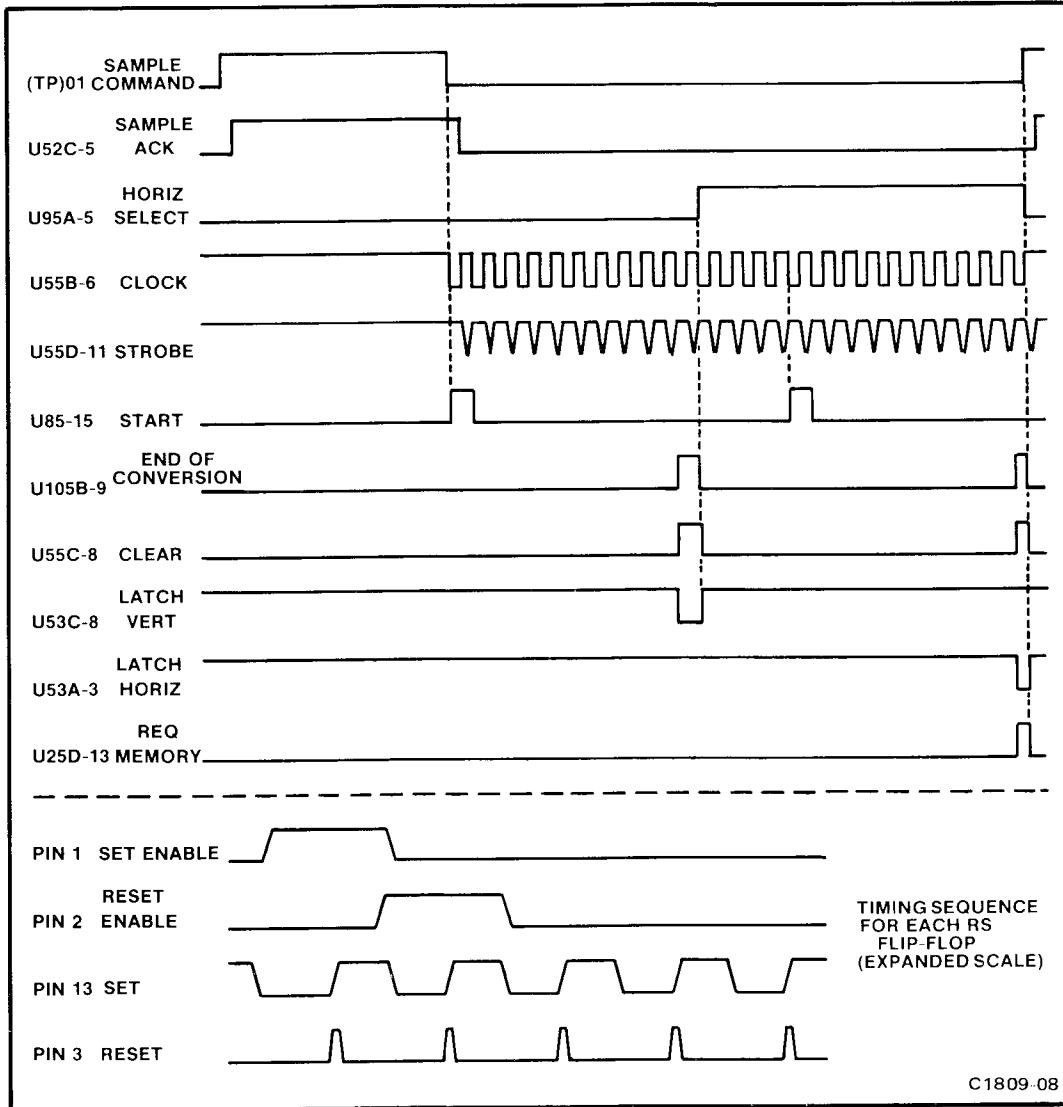 SAMPLE
(TP)01 COMMAND
SAMPLE
U52C-5 ACK
HORIZ
U95A-5 SELECT
U55B-6 CLOCK
U55D-11 STROBE
U85-15 START
END OF
CONVERSION
U105B-9
U55C-8 CLEAR
LATCH
U53C-8 VERT
LATCH
U53A-3 HORIZ
REQ
U25D-13 MEMORY
PIN 1 SET ENABLE
RESET
PIN 2 ENABLE
TIMING SEQUENCE
FOR EACH RS
FLIP-FLOP
(EXPANDED SCALE)
PIN 13 SET
PIN 3 RESET
C1809-08